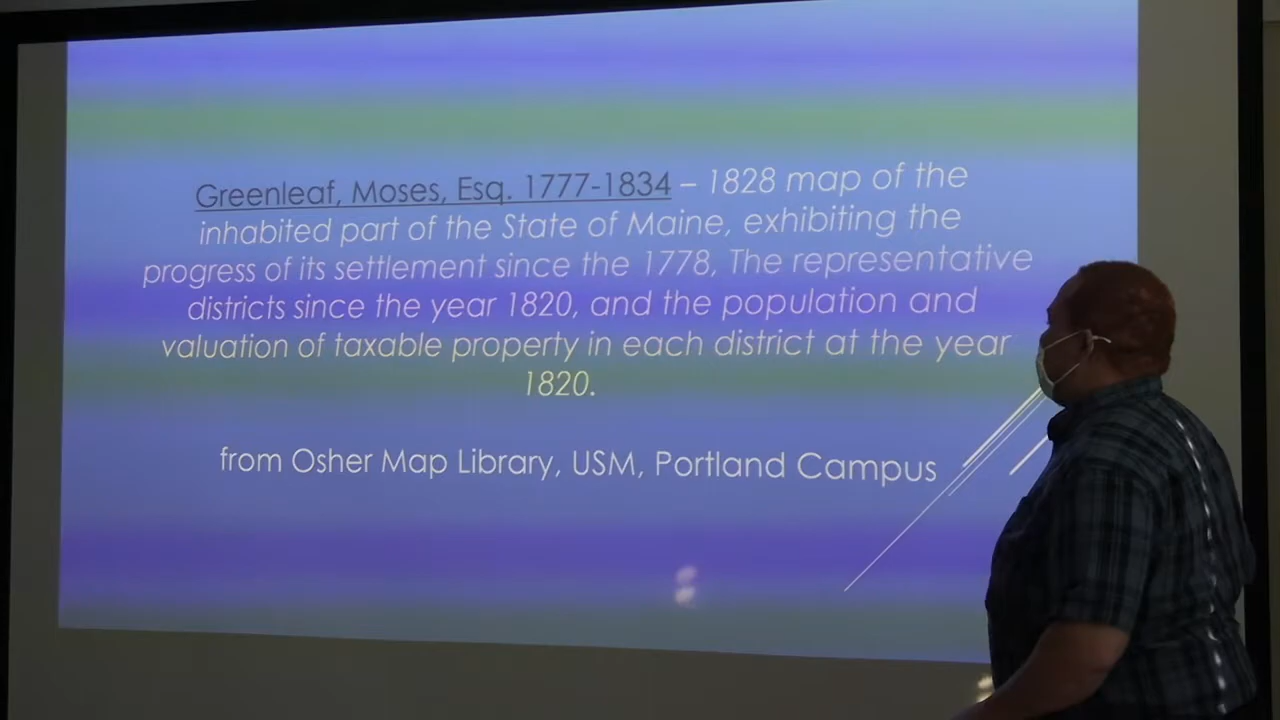 Greenleaf, Moses, Esq. 1777-1834 – 1828 map of the
inhabited part of the State of Maine, exhibiting the
progress of its settlement since the 1778, The representative
districts since the year 1820, and the population and
valuation of taxable property in each district at the year
1820.
from Osher Map Library, USM, Portland Campus